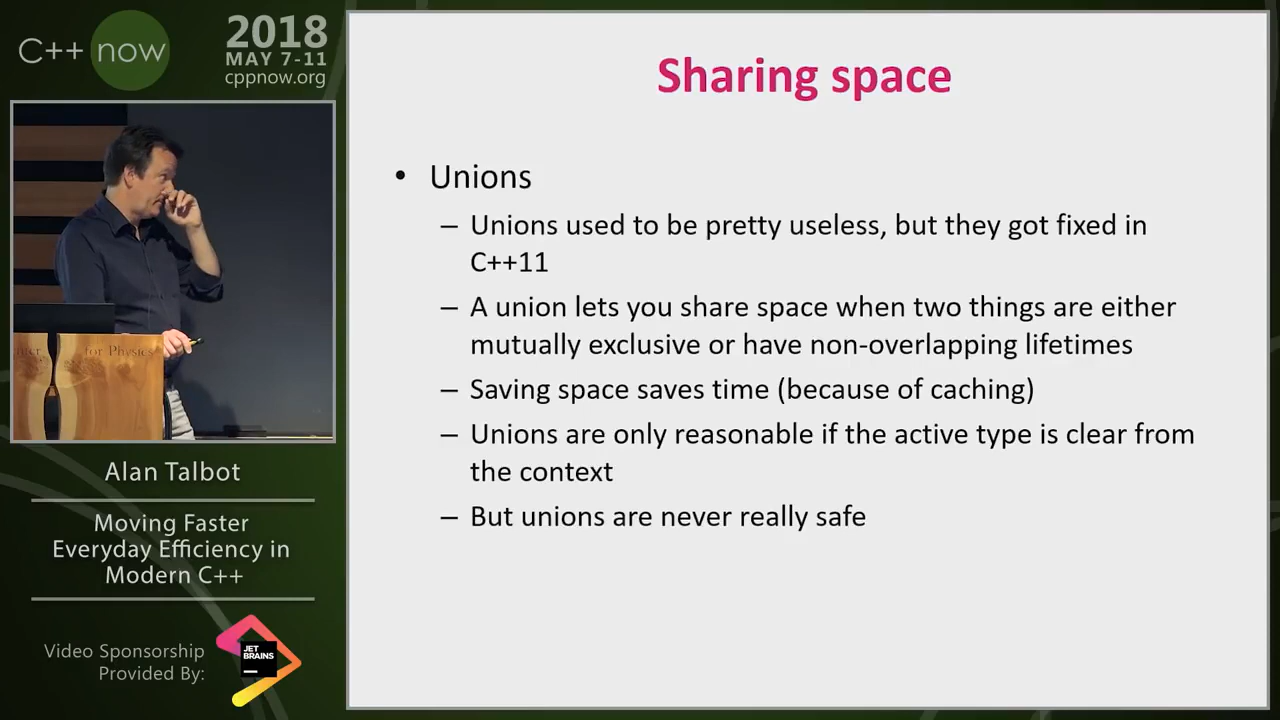 C++ now
2018
MAY 7-11
cppnow.org
for Physics
Alan Talbot
Moving Faster
Everyday Efficiency in
Modern C++
Video Sponsorship
Provided By:
JET
BRAINS
Sharing space
• Unions
– Unions used to be pretty useless, but they got fixed in
C++11
– A union lets you share space when two things are either
mutually exclusive or have non-overlapping lifetimes
– Saving space saves time (because of caching)
– Unions are only reasonable if the active type is clear from
the context
– But unions are never really safe